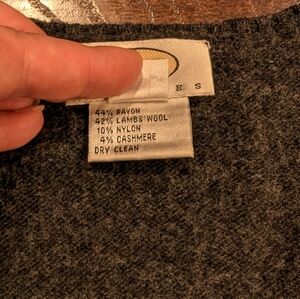 E S
44% RAYON
42% LAMBS'WOOL
10% NYLON
4% CASHMERE
DRY CLEAN